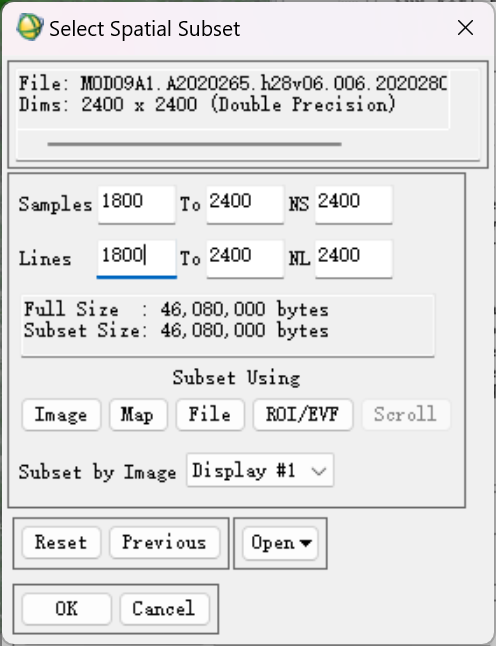 Select Spatial Subset
File: MOD09A1.A2020265.h28v06.006.2020280
Dims: 2400 x 2400 (Double Precision)
Samples 1800 To 2400 NS 2400
Lines 1800 To 2400 NL 2400
Full Size : 46,080,000 bytes
Subset Size: 46,080,000 bytes
Subset Using
Image Map File ROI/EVF Scroll
Subset by Image Display #1
Reset Previous Open
OK Cancel